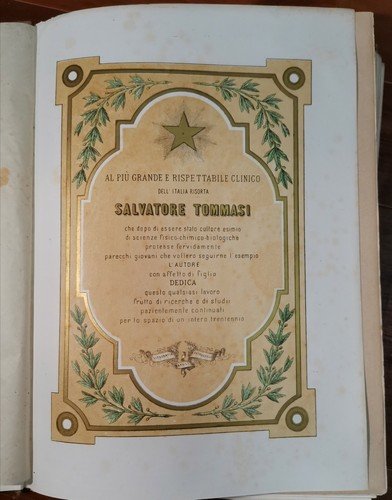 AL PIÙ GRANDE E RISPETTABILE CLINICO
DELL'ITALIA RISORTA
SALVATORE TOMMASI
che dopo di essere stato cultore esimio
di scienze fisico-chimico-biologiche
protesse fervidamente
parecchi giovani che vollero seguirne l'esempio
L'AUTORE
con affetto di figlio
DEDICA
questo qualsiasi lavoro
frutto di ricerche e di studii
pazientemente continuati
per lo spazio di un intero trentennio